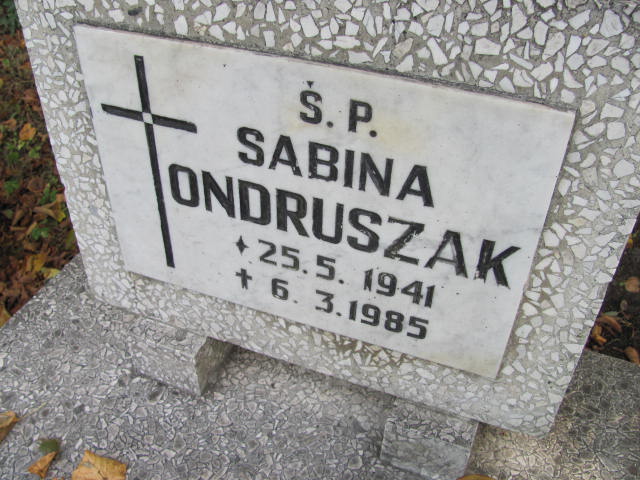 Ś. P.
SABINA
ONDRUSZAK
✦ 25. 5. 1941
✝ 6. 3. 1985